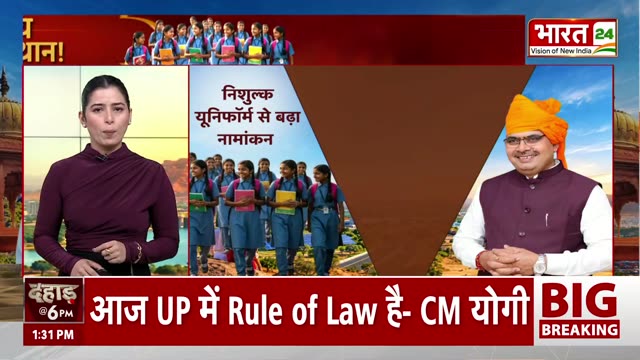 थान!
भारत 24
Vision of New India
निशुल्क
यूनिफॉर्म से बढ़ा
नामांकन
दहाड़
@6PM
1:31 PM
आज UP में Rule of Law है- CM योगी
BIG
BREAKING